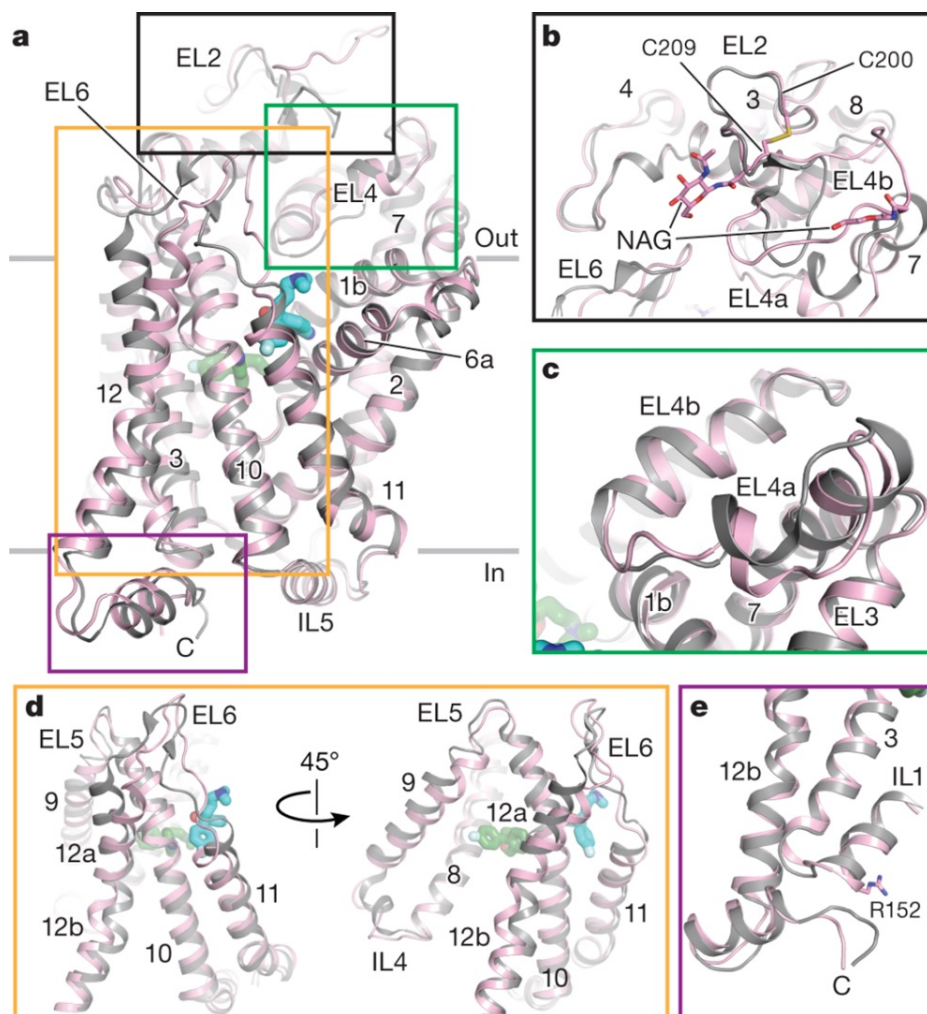 a
EL2
EL6
EL4
7
Out
1b
6a
2
12
3
10
11
In
IL5
C
b
EL2
C209
C200
4
3
8
EL4b
NAG
7
EL6
EL4a
c
EL4b
EL4a
1b
7
EL3
d
EL5
EL6
9
12a
12b
10
11
45°
EL5
EL6
9
12a
8
11
IL4
12b
10
e
3
12b
IL1
R152
C